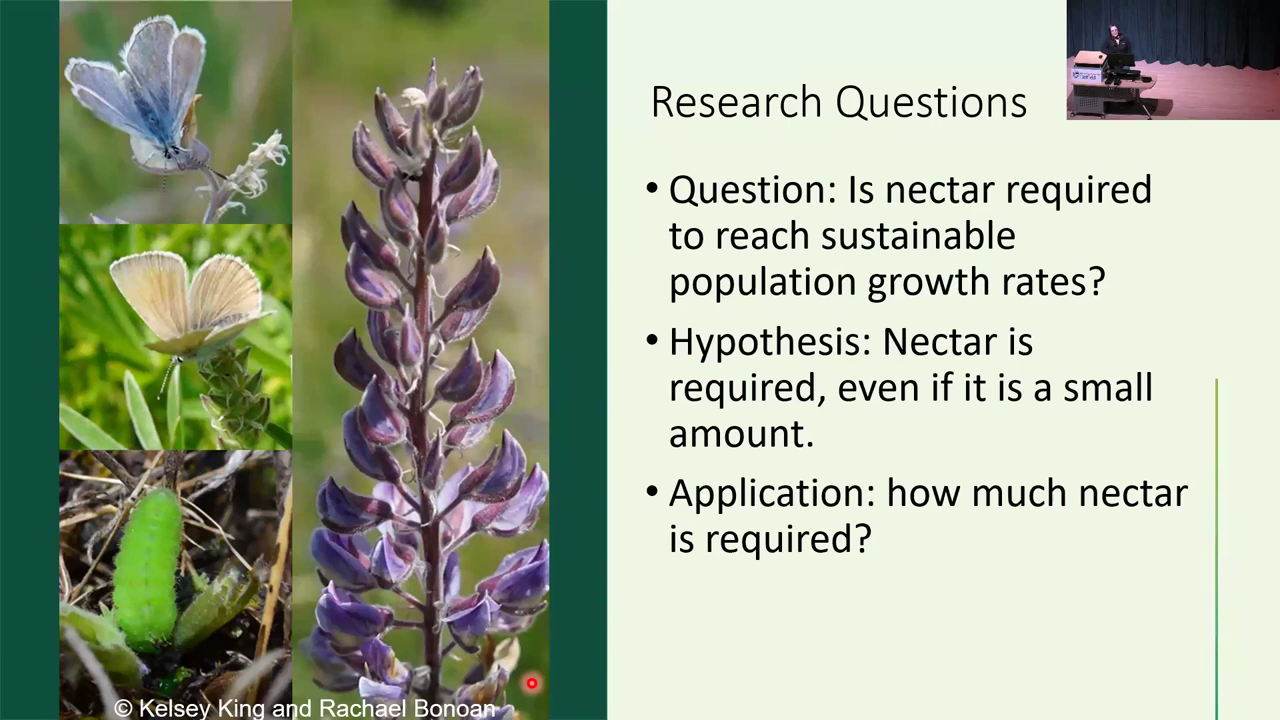 Research Questions
• Question: Is nectar required
to reach sustainable
population growth rates?
• Hypothesis: Nectar is
required, even if it is a small
amount.
• Application: how much nectar
is required?
© Kelsey King and Rachael Bonoan